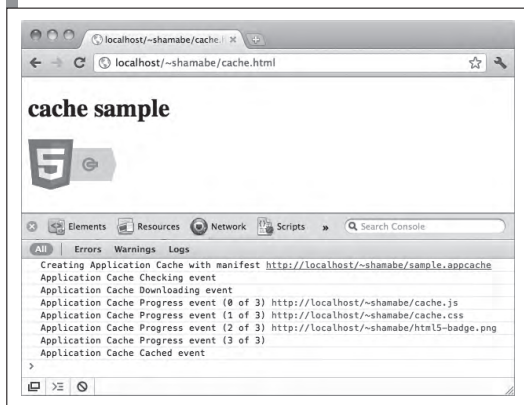 localhost/~shamabe/cache.h
localhost/~shamabe/cache.html
cache sample
5
Elements Resources Network Scripts » Search Console
All Errors Warnings Logs
Creating Application Cache with manifest http://localhost/~shamabe/sample.appcache
Application Cache Checking event
Application Cache Downloading event
Application Cache Progress event (0 of 3) http://localhost/~shamabe/cache.js
Application Cache Progress event (1 of 3) http://localhost/~shamabe/cache.css
Application Cache Progress event (2 of 3) http://localhost/~shamabe/html5-badge.png
Application Cache Progress event (3 of 3)
Application Cache Cached event
>